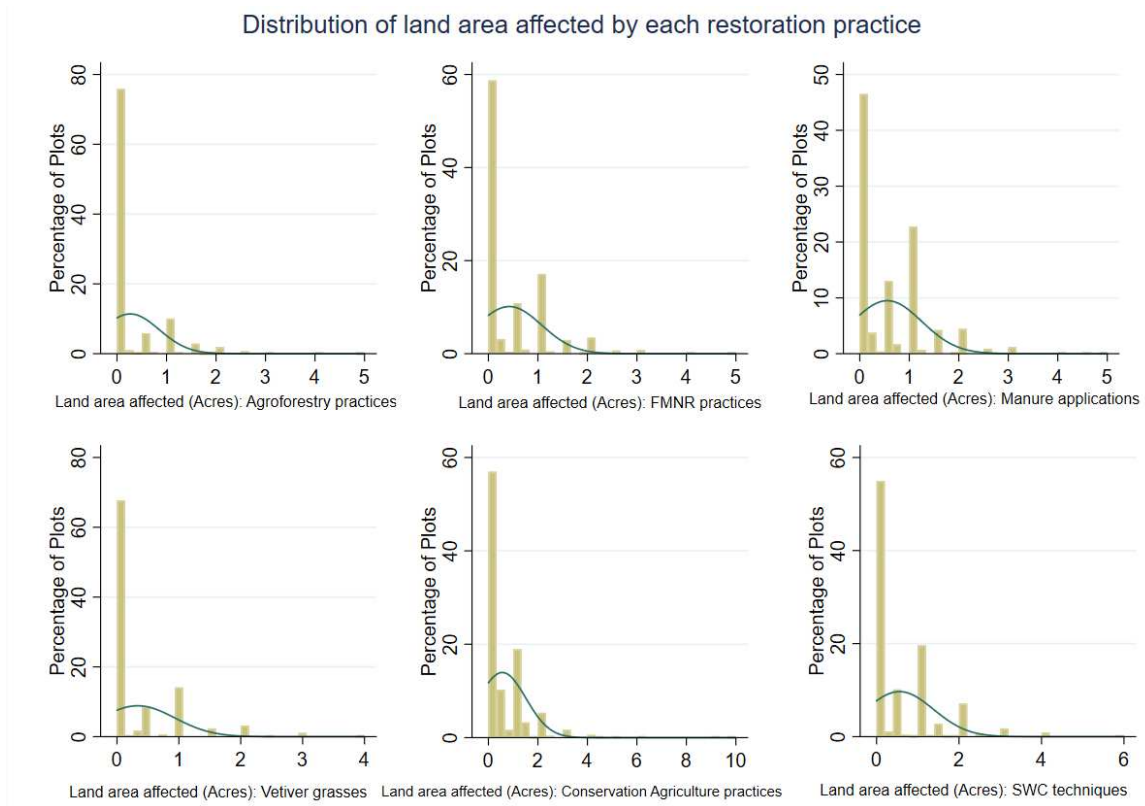 Distribution of land area affected by each restoration practice
Percentage of Plots
80
60
40
20
0
0 1 2 3 4 5
Land area affected (Acres): Agroforestry practices
Percentage of Plots
60
40
20
0
0 1 2 3 4 5
Land area affected (Acres): FMNR practices
Percentage of Plots
50
40
30
20
10
0
0 1 2 3 4 5
Land area affected (Acres): Manure applications
Percentage of Plots
80
60
40
20
0
0 1 2 3 4
Land area affected (Acres): Vetiver grasses
Percentage of Plots
60
40
20
0
0 2 4 6 8 10
Land area affected (Acres): Conservation Agriculture practices
Percentage of Plots
60
40
20
0
0 2 4 6
Land area affected (Acres): SWC techniques